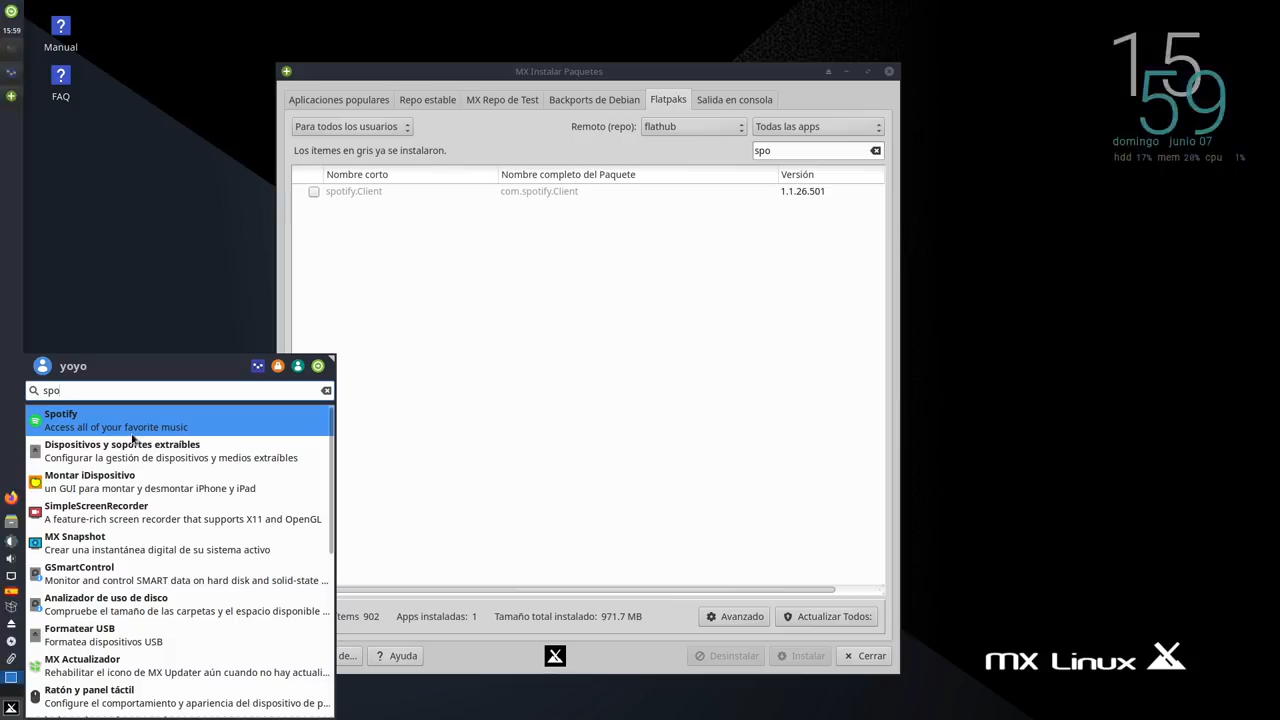 15:59
Manual
FAQ
MX Instalar Paquetes
Aplicaciones populares
Repo estable
MX Repo de Test
Backports de Debian
Flatpaks
Salida en consola
Para todos los usuarios
Remoto (repo):
flathub
Todas las apps
Los ítemes en gris ya se instalaron.
spo
Nombre corto
Nombre completo del Paquete
Versión
spotify.Client
com.spotify.Client
1.1.26.501
15
59
domingo junio 07
hdd 17% mem 20% cpu 1%
yoyo
spo
Spotify
Access all of your favorite music
Dispositivos y soportes extraíbles
Configurar la gestión de dispositivos y medios extraíbles
Montar iDispositivo
un GUI para montar y desmontar iPhone y iPad
SimpleScreenRecorder
A feature-rich screen recorder that supports X11 and OpenGL
MX Snapshot
Crear una instantánea digital de su sistema activo
GSmartControl
Monitor and control SMART data on hard disk and solid-state ...
Analizador de uso de disco
Compruebe el tamaño de las carpetas y el espacio disponible ...
Formatear USB
Formatea dispositivos USB
MX Actualizador
Rehabilitar el icono de MX Updater aún cuando no hay actuali...
Ratón y panel táctil
Configure el comportamiento y apariencia del dispositivo de p...
items 902
Apps instaladas: 1
Tamaño total instalado: 971.7 MB
Avanzado
Actualizar Todos:
de...
Ayuda
Desinstalar
Instalar
Cerrar
MX Linux